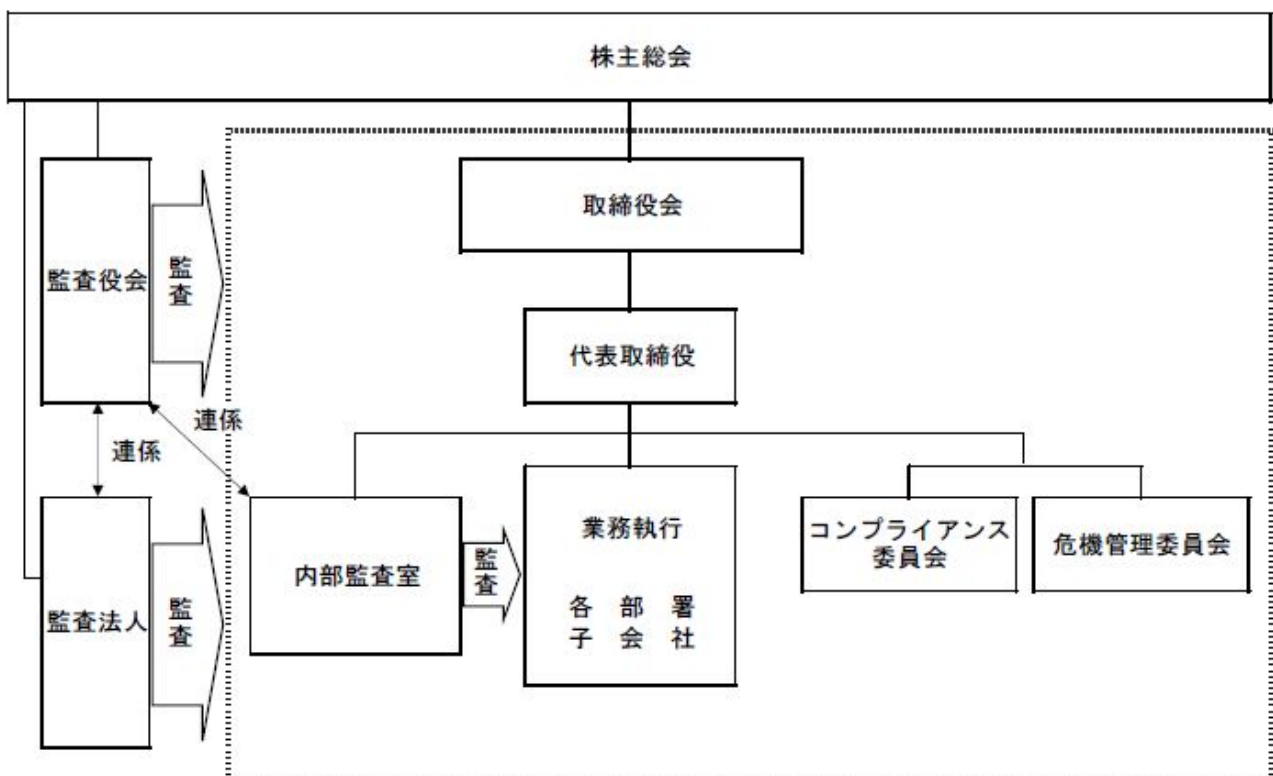 株主総会
取締役会
監査役会
監査
代表取締役
連係
連係
業務執行
各部署
子会社
コンプライアンス
委員会
危機管理委員会
内部監査室
監査
監査法人
監査